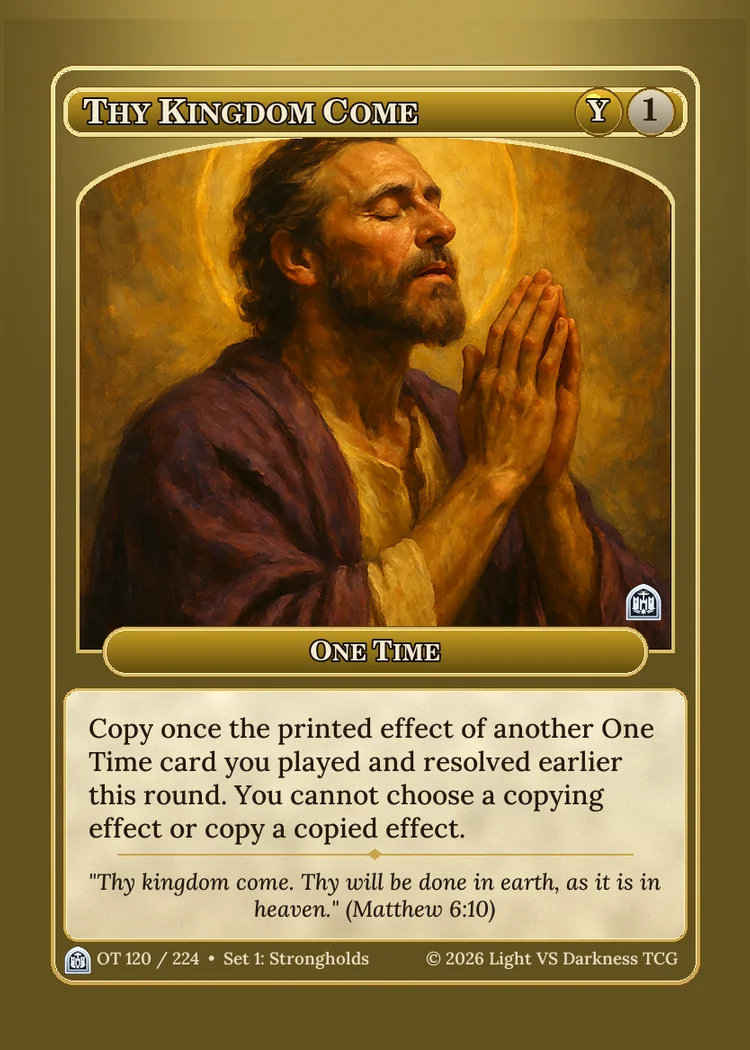 Thy Kingdom Come Y 1
One Time
Copy once the printed effect of another One
Time card you played and resolved earlier
this round. You cannot choose a copying
effect or copy a copied effect.
"Thy kingdom come. Thy will be done in earth, as it is in
heaven." (Matthew 6:10)
OT 120 / 224 • Set 1: Strongholds © 2026 Light VS Darkness TCG